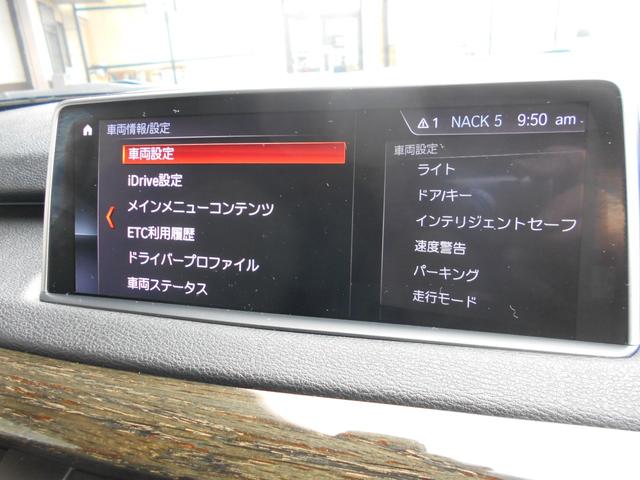 車両情報/設定
1 NACK 5 9:50 am
車両設定
iDrive設定
メインメニューコンテンツ
ETC利用履歴
ドライバープロファイル
車両ステータス
車両設定
ライト
ドア/キー
インテリジェントセーフ
速度警告
パーキング
走行モード